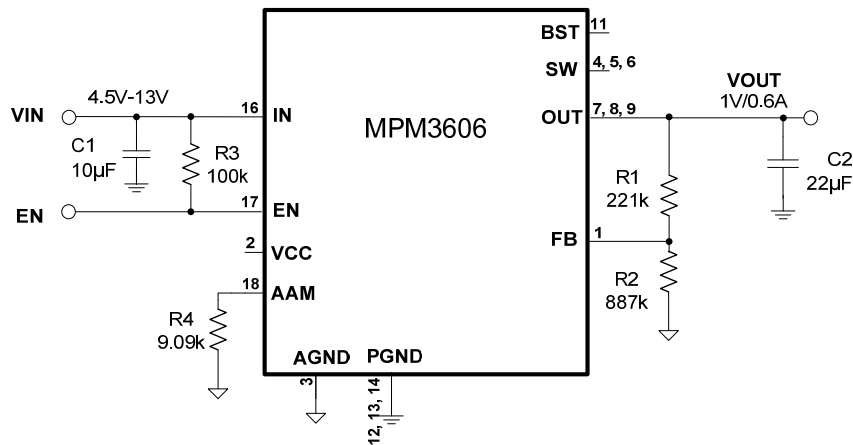 BST
11
SW
4, 5, 6
VOUT
1V/0.6A
VIN
4.5V-13V
16
IN
MPM3606
OUT
7, 8, 9
C1
10µF
R3
100k
R1
221k
C2
22µF
EN
17
EN
FB
1
2
VCC
R2
887k
18
AAM
R4
9.09k
AGND
PGND
3
12, 13, 14